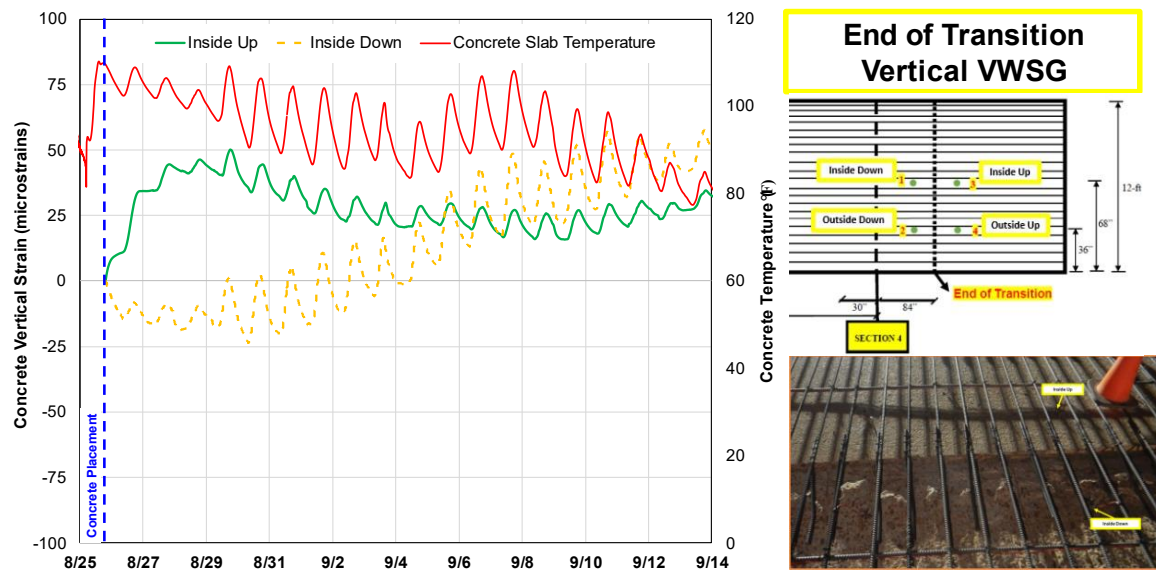 Inside Up
Inside Down
Concrete Slab Temperature
Concrete Vertical Strain (microstrains)
100
75
50
25
0
-25
-50
-75
-100
Concrete Placement
8/25
8/27
8/29
8/31
9/2
9/4
9/6
9/8
9/10
9/12
9/14
120
100
80
60
40
20
0
Concrete Temperature (°F)
End of Transition
Vertical VWSG
Inside Down
1
3
Inside Up
Outside Down
2
4
Outside Up
12-ft
68"
36"
End of Transition
30"
84"
SECTION 4
Inside Up
Inside Down